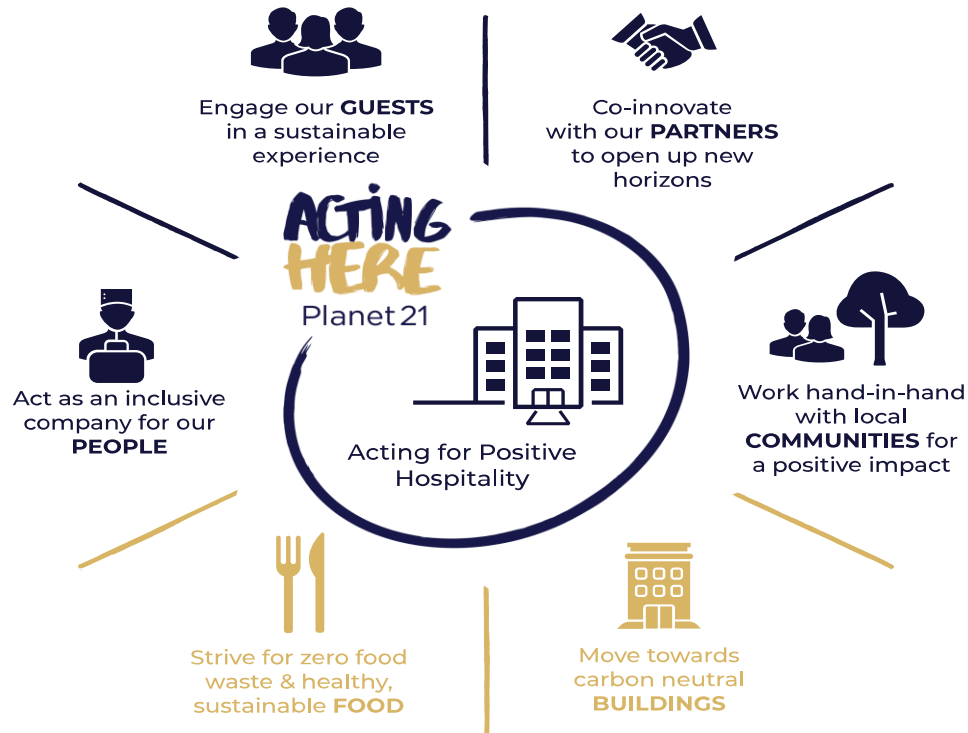 Engage our GUESTS
in a sustainable
experience
Co-innovate
with our PARTNERS
to open up new
horizons
ACTING
HERE
Planet 21
Act as an inclusive
company for our
PEOPLE
Acting for Positive
Hospitality
Work hand-in-hand
with local
COMMUNITIES for
a positive impact
Strive for zero food
waste & healthy,
sustainable FOOD
Move towards
carbon neutral
BUILDINGS